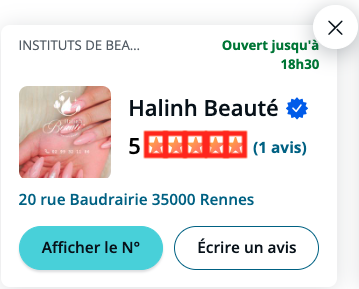 INSTITUTS DE BEA...
Ouvert jusqu'à
18h30
Halinh Beauté
5 (1 avis)
20 rue Baudrairie 35000 Rennes
Afficher le N°
Écrire un avis